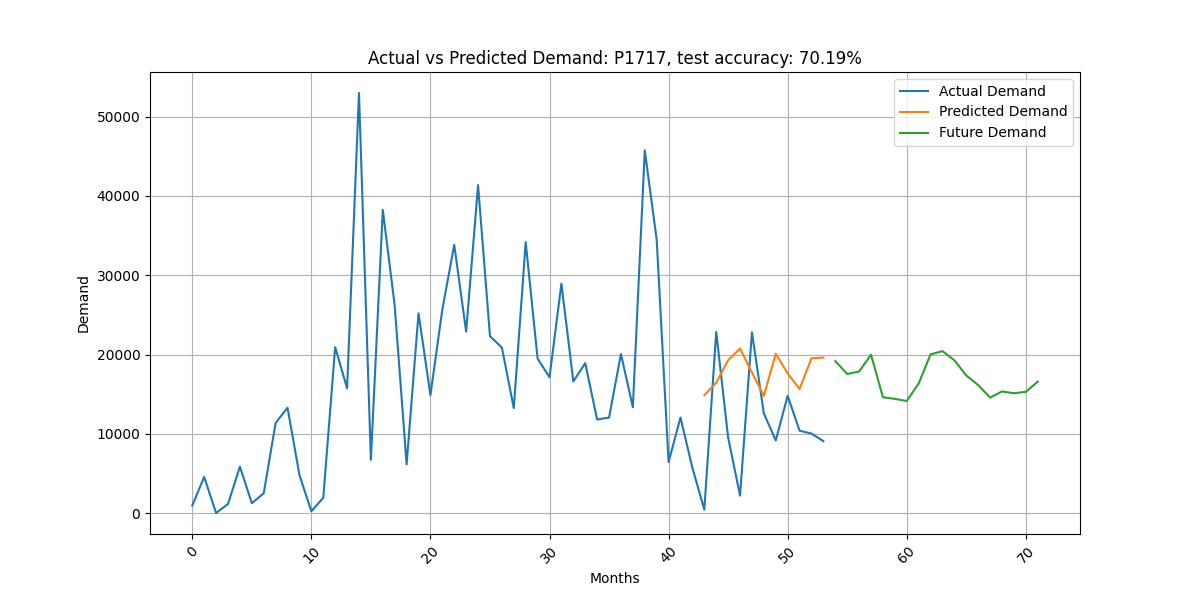 Actual vs Predicted Demand: P1717, test accuracy: 70.19%
Actual Demand
Predicted Demand
Future Demand
50000
40000
30000
20000
10000
0
Demand
0 10 20 30 40 50 60 70
Months